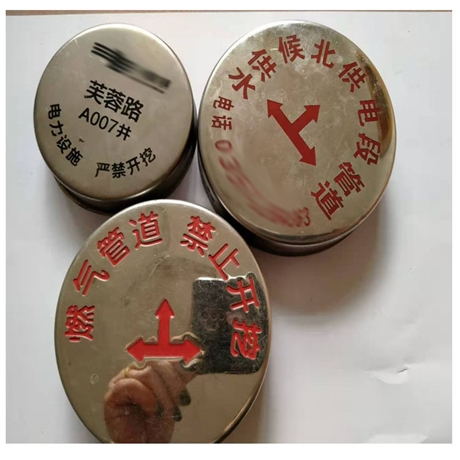 芙蓉路
A007井
电力设施 严禁开挖
水供候北供电段管道
电话
燃气管道 禁止开挖